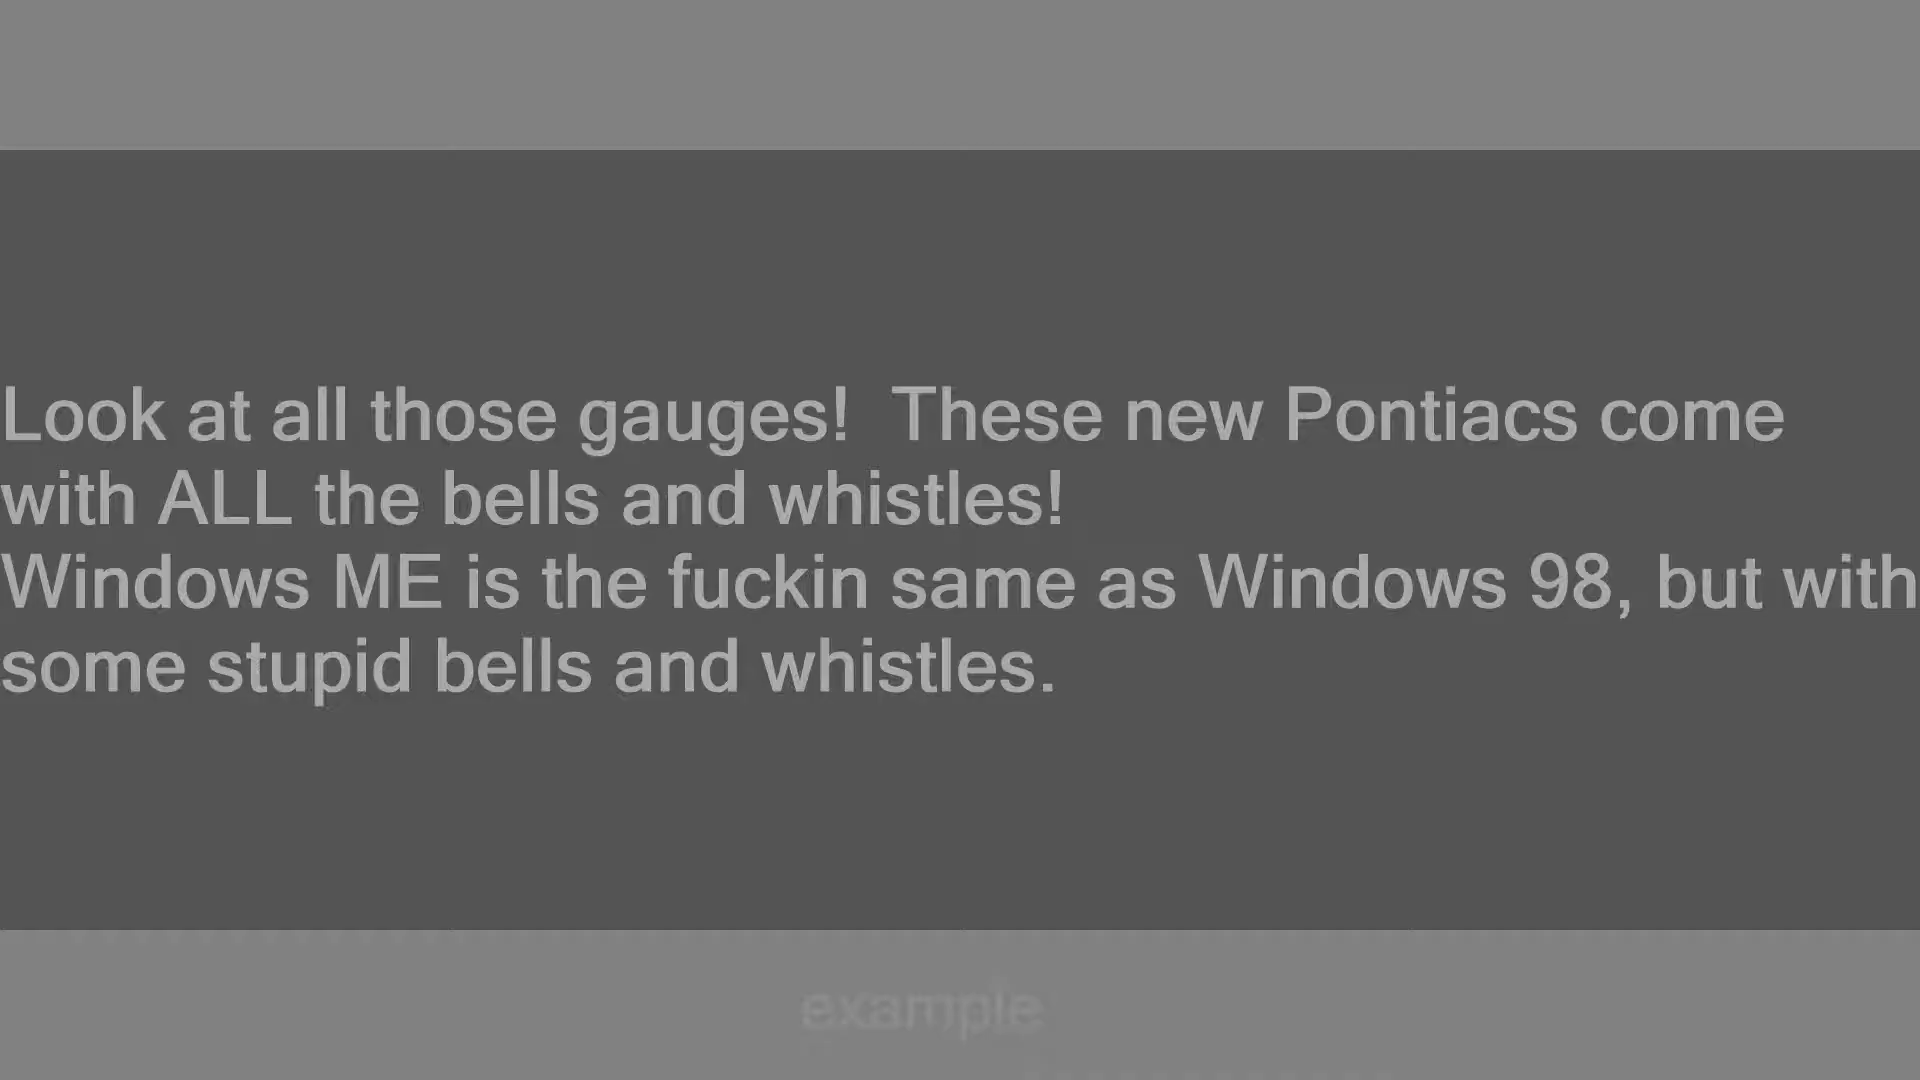 Look at all those gauges!  These new Pontiacs come
with ALL the bells and whistles!
Windows ME is the fuckin same as Windows 98, but with
some stupid bells and whistles.
example